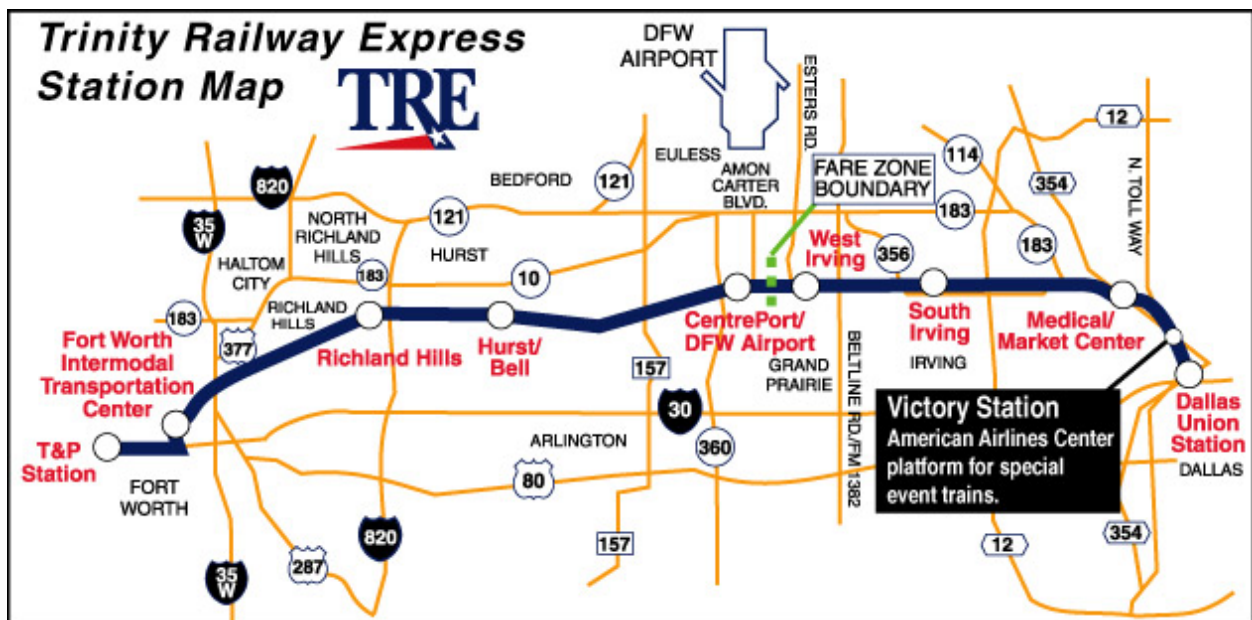 Trinity Railway Express
Station Map
TRE
DFW
AIRPORT
ESTERS RD.
12
820
BEDFORD
121
EULESS
AMON
CARTER
BLVD.
FARE ZONE
BOUNDARY
114
354
N. TOLL WAY
35
W
NORTH
RICHLAND
HILLS
121
HURST
183
HALTOM
CITY
183
10
West
Irving
356
183
183
RICHLAND
HILLS
377
Fort Worth
Intermodal
Transportation
Center
Richland Hills
Hurst/
Bell
CentrePort/
DFW Airport
South
Irving
Medical/
Market Center
157
GRAND
PRAIRIE
BELTLINE RD./FM 1382
IRVING
30
Victory Station
American Airlines Center
platform for special
event trains.
Dallas
Union
Station
DALLAS
T&P
Station
ARLINGTON
360
FORT
WORTH
80
820
157
12
354
35
W
287